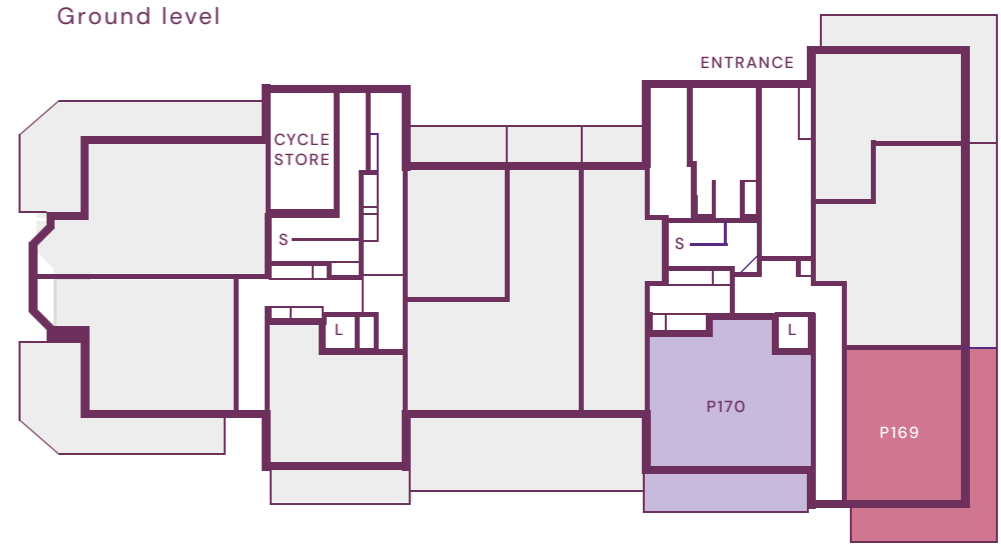 Ground level
ENTRANCE
CYCLE
STORE
S
S
L
L
P170
P169